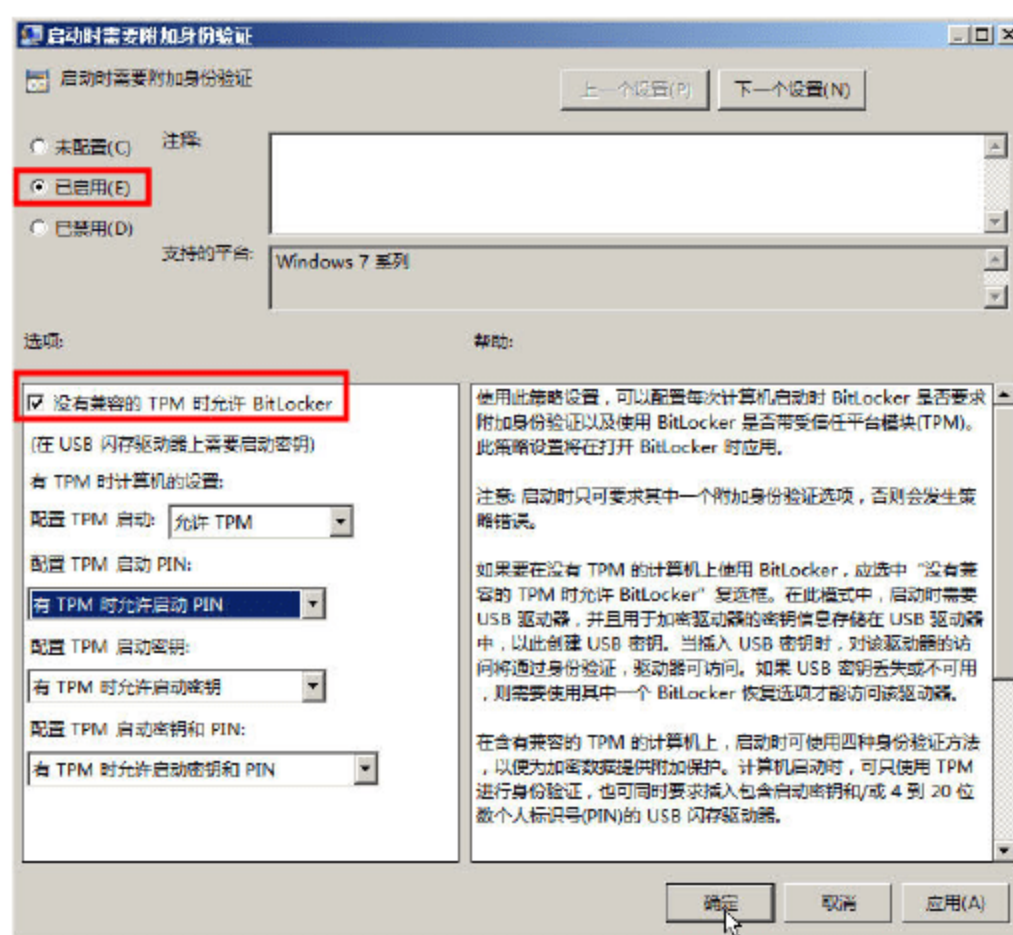 启动时需要附加身份验证
启动时需要附加身份验证
上一个设置(P)
下一个设置(N)
未配置(C)
注释:
已启用(E)
已禁用(D)
支持的平台:
Windows 7 系列
选项:
帮助:
没有兼容的 TPM 时允许 BitLocker
(在 USB 闪存驱动器上需要启动密钥)
有 TPM 时计算机的设置:
配置 TPM 启动:
允许 TPM
配置 TPM 启动 PIN:
有 TPM 时允许启动 PIN
配置 TPM 启动密钥:
有 TPM 时允许启动密钥
配置 TPM 启动密钥和 PIN:
有 TPM 时允许启动密钥和 PIN
使用此策略设置，可以配置每次计算机启动时 BitLocker 是否要求
附加身份验证以及使用 BitLocker 是否带受信任平台模块(TPM)。
此策略设置将在打开 BitLocker 时应用。
注意: 启动时只可要求其中一个附加身份验证选项，否则会发生策
略错误。
如果要在没有 TPM 的计算机上使用 BitLocker，应选中“没有兼
容的 TPM 时允许 BitLocker”复选框。在此模式中，启动时需要
USB 驱动器，并且用于加密驱动器的密钥信息存储在 USB 驱动器
中，以此创建 USB 密钥。当插入 USB 密钥时，对该驱动器的访
问将通过身份验证，驱动器可访问。如果 USB 密钥丢失或不可用
，则需要使用其中一个 BitLocker 恢复选项才能访问该驱动器。
在含有兼容的 TPM 的计算机上，启动时可使用四种身份验证方法
，以便为加密数据提供附加保护。计算机启动时，可只使用 TPM
进行身份验证，也可同时要求插入包含启动密钥和/或 4 到 20 位
数个人标识号(PIN)的 USB 闪存驱动器。
确定
取消
应用(A)